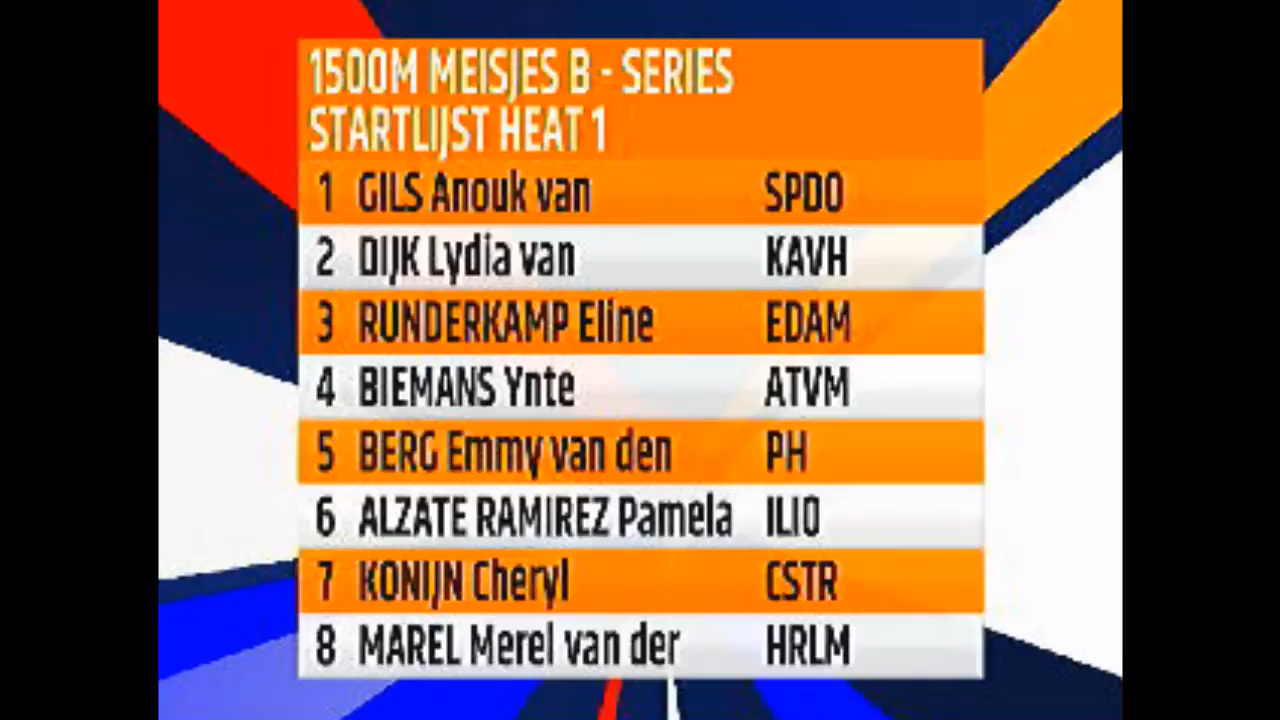 1500M MEISJES B - SERIES
STARTLIJST HEAT 1
1 GILS Anouk van SPDO
2 DIJK Lydia van KAVH
3 RUNDERKAMP Eline EDAM
4 BIEMANS Ynte ATVM
5 BERG Emmy van den PH
6 ALZATE RAMIREZ Pamela ILIO
7 KONIJN Cheryl CSTR
8 MAREL Merel van der HRLM